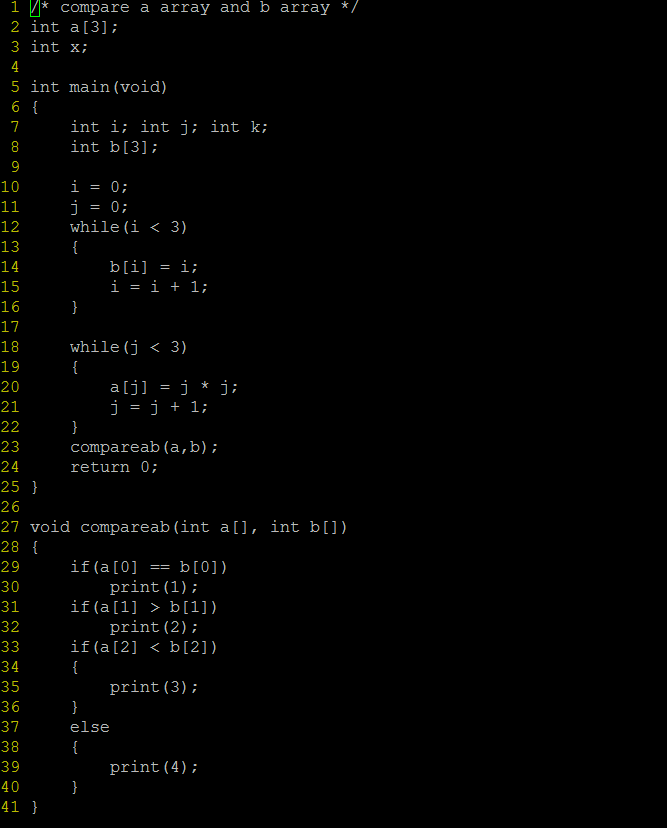 1 /* compare a array and b array */
2 int a[3];
3 int x;
4
5 int main(void)
6 {
7     int i; int j; int k;
8     int b[3];
9
10     i = 0;
11     j = 0;
12     while(i < 3)
13     {
14         b[i] = i;
15         i = i + 1;
16     }
17
18     while(j < 3)
19     {
20         a[j] = j * j;
21         j = j + 1;
22     }
23     compareab(a,b);
24     return 0;
25 }
26
27 void compareab(int a[], int b[])
28 {
29     if(a[0] == b[0])
30         print(1);
31     if(a[1] > b[1])
32         print(2);
33     if(a[2] < b[2])
34     {
35         print(3);
36     }
37     else
38     {
39         print(4);
40     }
41 }